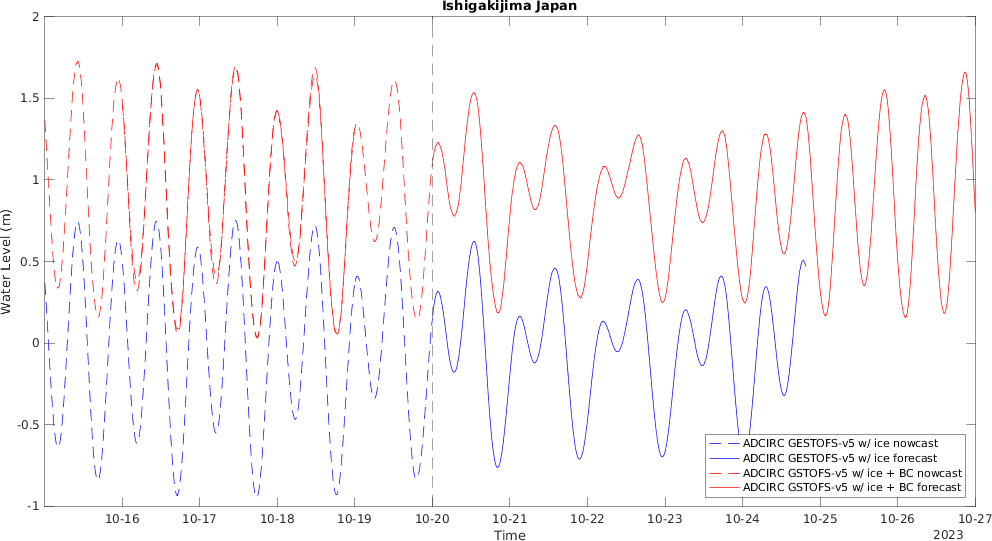 Ishigakijima Japan
2
1.5
1
0.5
0
-0.5
-1
Water Level (m)
10-16 10-17 10-18 10-19 10-20 10-21 10-22 10-23 10-24 10-25 10-26 10-27
Time
2023
ADCIRC GESTOFS-v5 w/ ice nowcast
ADCIRC GESTOFS-v5 w/ ice forecast
ADCIRC GSTOFS-v5 w/ ice + BC nowcast
ADCIRC GSTOFS-v5 w/ ice + BC forecast